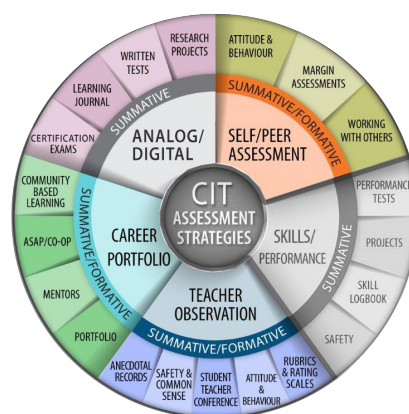 CIT
ASSESSMENT
STRATEGIES
ANALOG/
DIGITAL
SUMMATIVE
CERTIFICATION
EXAMS
LEARNING
JOURNAL
WRITTEN
TESTS
RESEARCH
PROJECTS
SELF/PEER
ASSESSMENT
SUMMATIVE/FORMATIVE
ATTITUDE &
BEHAVIOUR
MARGIN
ASSESSMENTS
WORKING
WITH OTHERS
SKILLS/
PERFORMANCE
SUMMATIVE
PERFORMANCE
TESTS
PROJECTS
SKILL
LOGBOOK
SAFETY
TEACHER
OBSERVATION
SUMMATIVE/FORMATIVE
ANECDOTAL
RECORDS
SAFETY &
COMMON
SENSE
STUDENT
TEACHER
CONFERENCE
ATTITUDE &
BEHAVIOUR
RUBRICS
& RATING
SCALES
CAREER
PORTFOLIO
SUMMATIVE/FORMATIVE
COMMUNITY
BASED
LEARNING
ASAP/CO-OP
MENTORS
PORTFOLIO